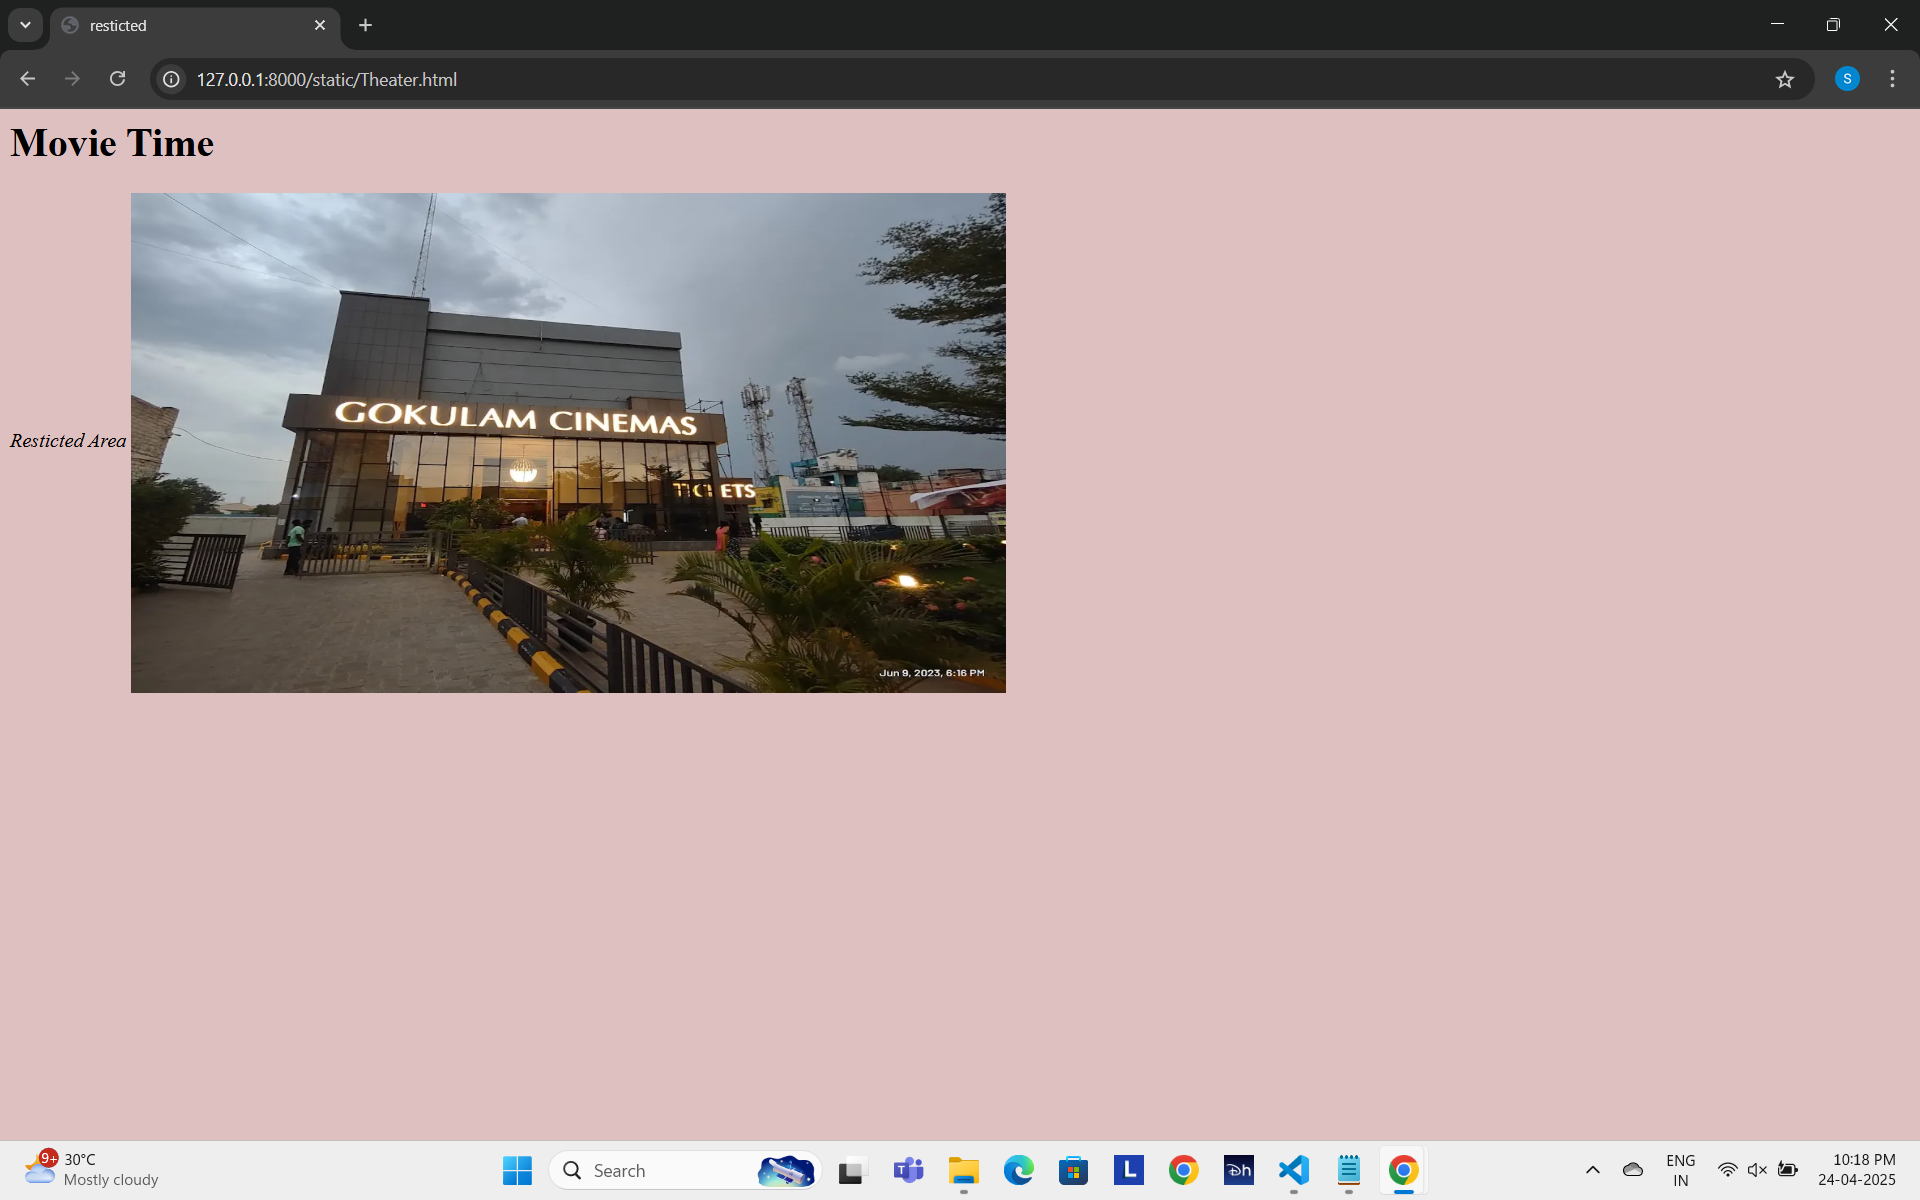 resticted
127.0.0.1:8000/static/Theater.html
S
Movie Time
Resticted Area
GOKULAM CINEMAS
TICKETS
Jun 9, 2023, 6:16 PM
9+
30°C
Mostly cloudy
Search
T
L
ENG
IN
10:18 PM
24-04-2025